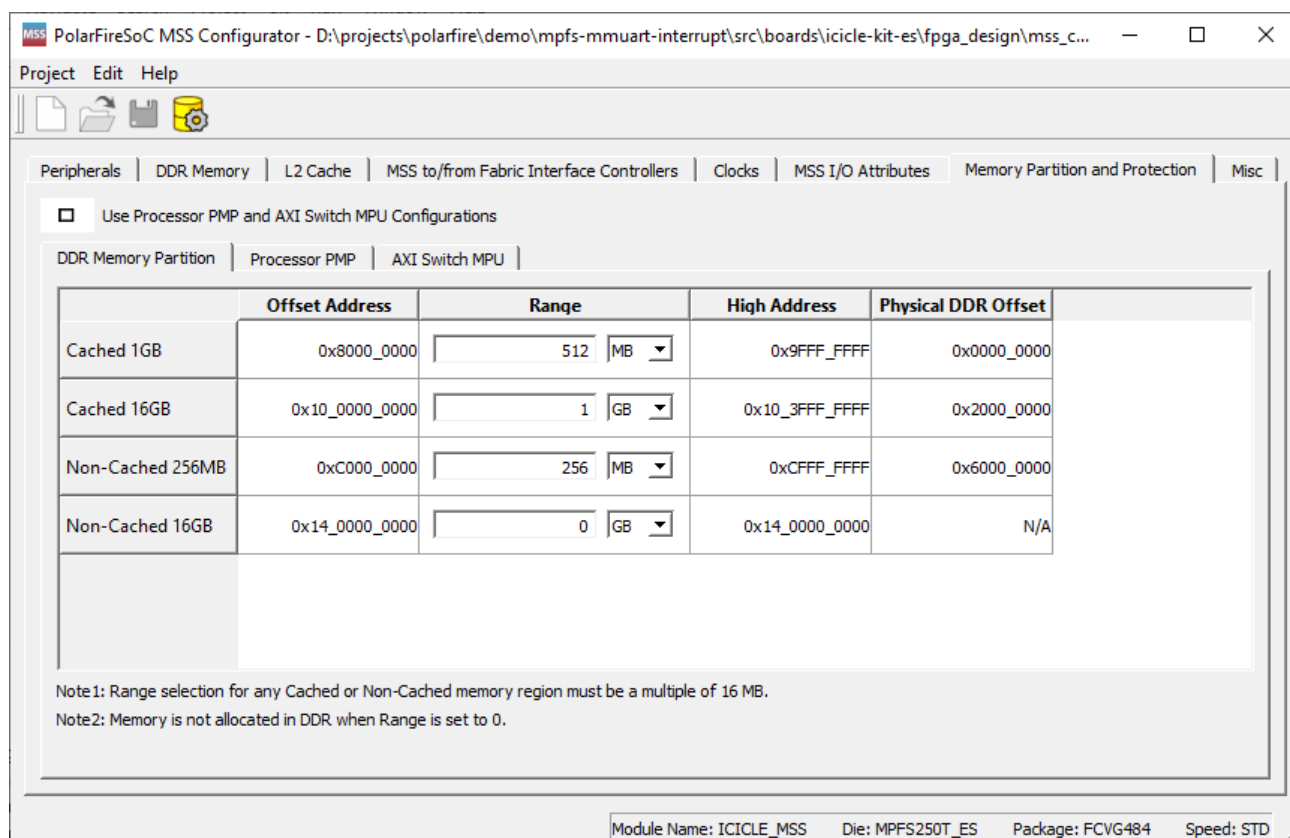 MSS PolarFireSoC MSS Configurator - D:\projects\polarfire\demo\mpfs-mmuart-interrupt\src\boards\icicle-kit-es\fpga_design\mss_c...
Project Edit Help
Peripherals DDR Memory L2 Cache MSS to/from Fabric Interface Controllers Clocks MSS I/O Attributes Memory Partition and Protection Misc
Use Processor PMP and AXI Switch MPU Configurations
DDR Memory Partition Processor PMP AXI Switch MPU
Offset Address Range High Address Physical DDR Offset
Cached 1GB 0x8000_0000 512 MB 0x9FFF_FFFF 0x0000_0000
Cached 16GB 0x10_0000_0000 1 GB 0x10_3FFF_FFFF 0x2000_0000
Non-Cached 256MB 0xC000_0000 256 MB 0xCFFF_FFFF 0x6000_0000
Non-Cached 16GB 0x14_0000_0000 0 GB 0x14_0000_0000 N/A
Note1: Range selection for any Cached or Non-Cached memory region must be a multiple of 16 MB.
Note2: Memory is not allocated in DDR when Range is set to 0.
Module Name: ICICLE_MSS Die: MPFS250T_ES Package: FCVG484 Speed: STD